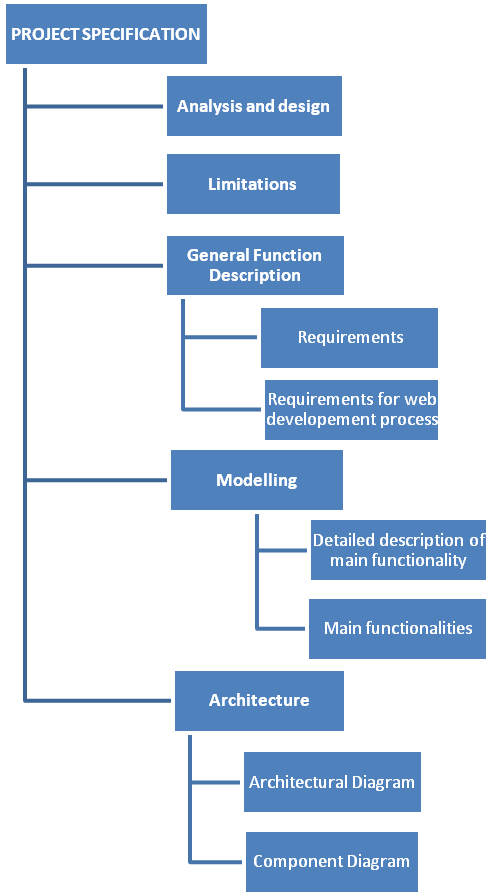 PROJECT SPECIFICATION
Analysis and design
Limitations
General Function
Description
Requirements
Requirements for web
developement process
Modelling
Detailed description of
main functionality
Main functionalities
Architecture
Architectural Diagram
Component Diagram